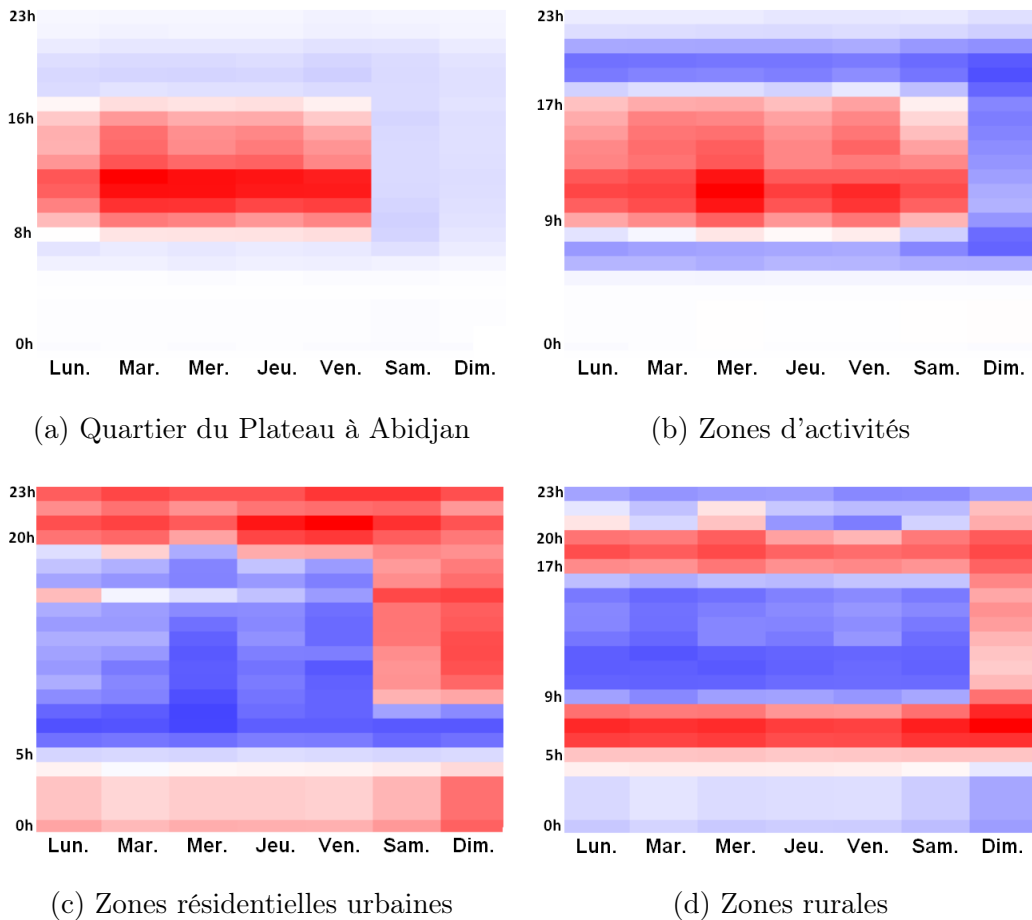 23h
16h
8h
0h
Lun. Mar. Mer. Jeu. Ven. Sam. Dim.
(a) Quartier du Plateau à Abidjan
23h
17h
9h
0h
Lun. Mar. Mer. Jeu. Ven. Sam. Dim.
(b) Zones d'activités
23h
20h
5h
0h
Lun. Mar. Mer. Jeu. Ven. Sam. Dim.
(c) Zones résidentielles urbaines
23h
20h
17h
9h
5h
0h
Lun. Mar. Mer. Jeu. Ven. Sam. Dim.
(d) Zones rurales